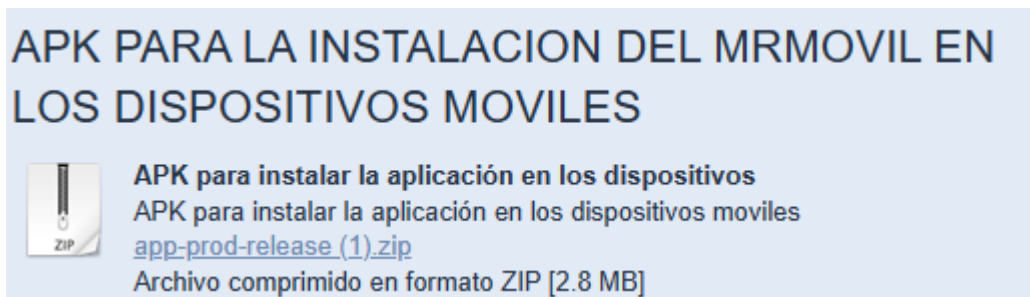 APK PARA LA INSTALACION DEL MRMOVIL EN
LOS DISPOSITIVOS MOVILES
APK para instalar la aplicación en los dispositivos
APK para instalar la aplicación en los dispositivos moviles
ZIP
app-prod-release (1).zip
Archivo comprimido en formato ZIP [2.8 MB]